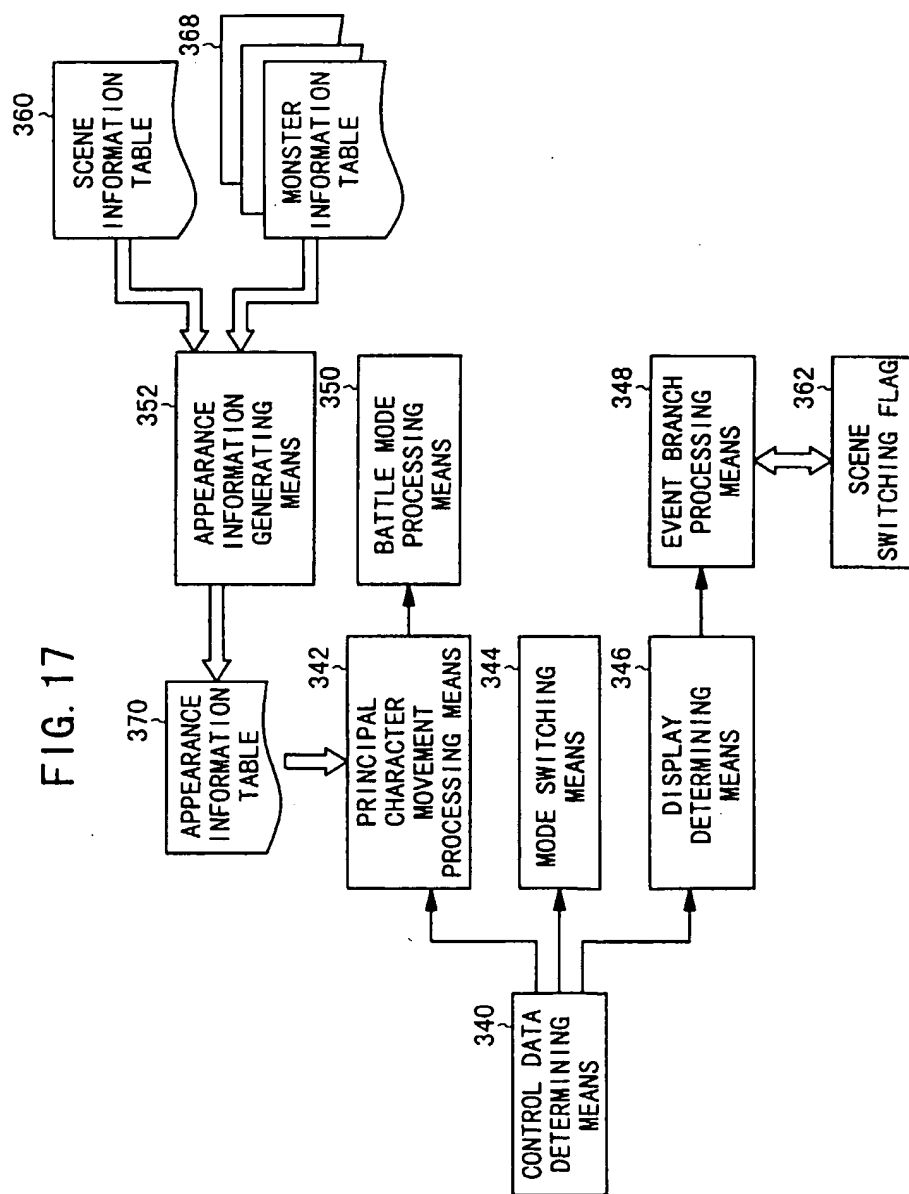 FIG. 17
360
SCENE
INFORMATION
TABLE
368
MONSTER
INFORMATION
TABLE
352
APPEARANCE
INFORMATION
GENERATING
MEANS
370
APPEARANCE
INFORMATION
TABLE
342
PRINCIPAL
CHARACTER
MOVEMENT
PROCESSING MEANS
350
BATTLE MODE
PROCESSING
MEANS
344
MODE SWITCHING
MEANS
346
DISPLAY
DETERMINING
MEANS
348
EVENT BRANCH
PROCESSING
MEANS
362
SCENE
SWITCHING FLAG
340
CONTROL DATA
DETERMINING
MEANS